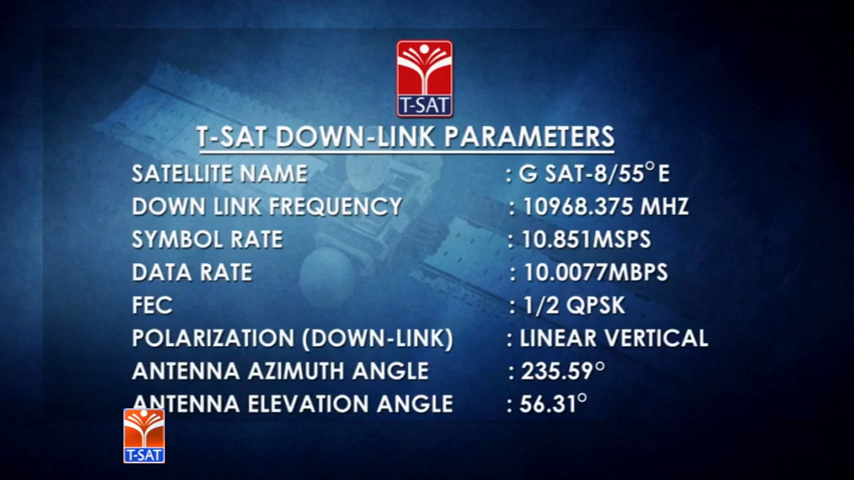 T-SAT
T-SAT DOWN-LINK PARAMETERS
SATELLITE NAME : G SAT-8/55° E
DOWN LINK FREQUENCY : 10968.375 MHZ
SYMBOL RATE : 10.851MSPS
DATA RATE : 10.0077MBPS
FEC : 1/2 QPSK
POLARIZATION (DOWN-LINK) : LINEAR VERTICAL
ANTENNA AZIMUTH ANGLE : 235.59°
ANTENNA ELEVATION ANGLE : 56.31°
T-SAT